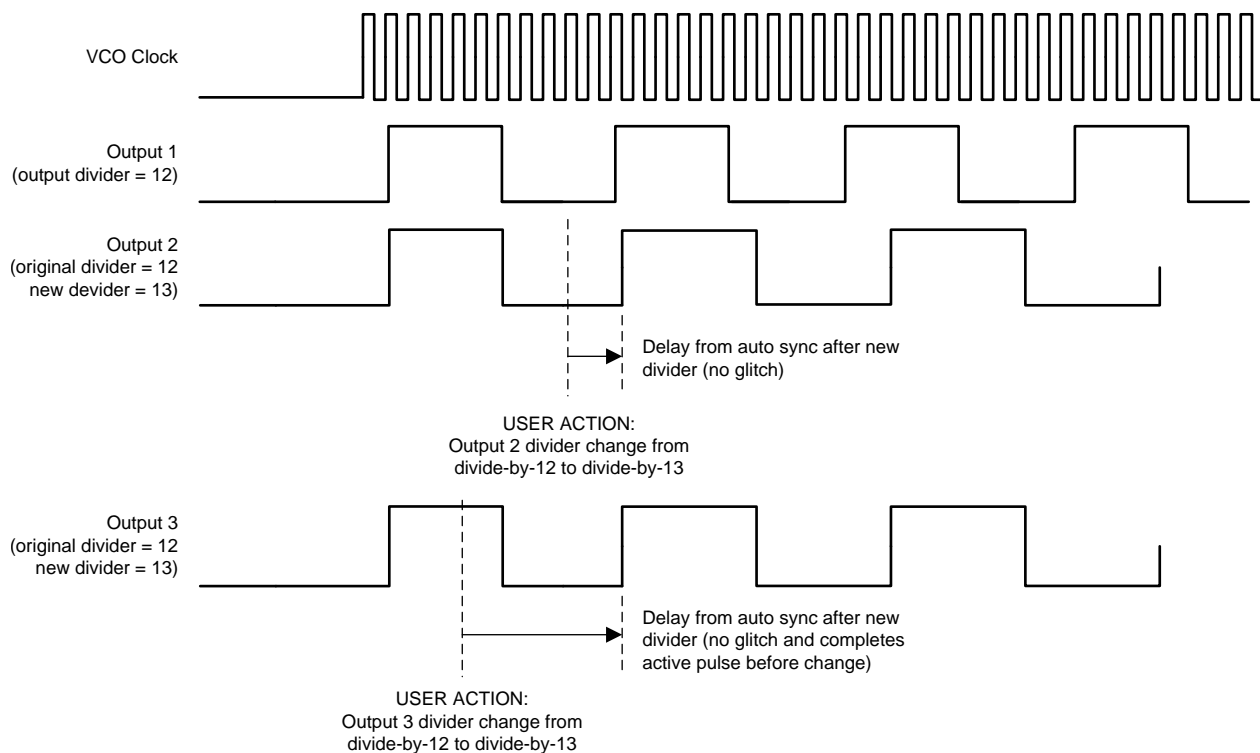 VCO Clock
Output 1
(output divider = 12)
Output 2
(original divider = 12
new devider = 13)
Delay from auto sync after new
divider (no glitch)
USER ACTION:
Output 2 divider change from
divide-by-12 to divide-by-13
Output 3
(original divider = 12
new divider = 13)
Delay from auto sync after new
divider (no glitch and completes
active pulse before change)
USER ACTION:
Output 3 divider change from
divide-by-12 to divide-by-13